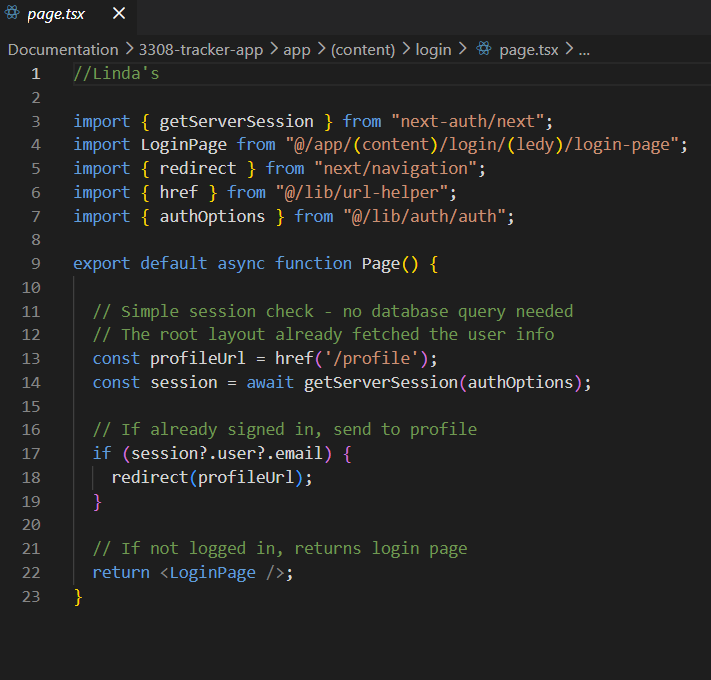 page.tsx
Documentation > 3308-tracker-app > app > (content) > login > page.tsx > ...
1 //Linda's
2
3 import { getServerSession } from "next-auth/next";
4 import LoginPage from "@/app/(content)/login/(ledy)/login-page";
5 import { redirect } from "next/navigation";
6 import { href } from "@/lib/url-helper";
7 import { authOptions } from "@/lib/auth/auth";
8
9 export default async function Page() {
10
11   // Simple session check - no database query needed
12   // The root layout already fetched the user info
13   const profileUrl = href('/profile');
14   const session = await getServerSession(authOptions);
15
16   // If already signed in, send to profile
17   if (session?.user?.email) {
18     redirect(profileUrl);
19   }
20
21   // If not logged in, returns login page
22   return <LoginPage />;
23 }